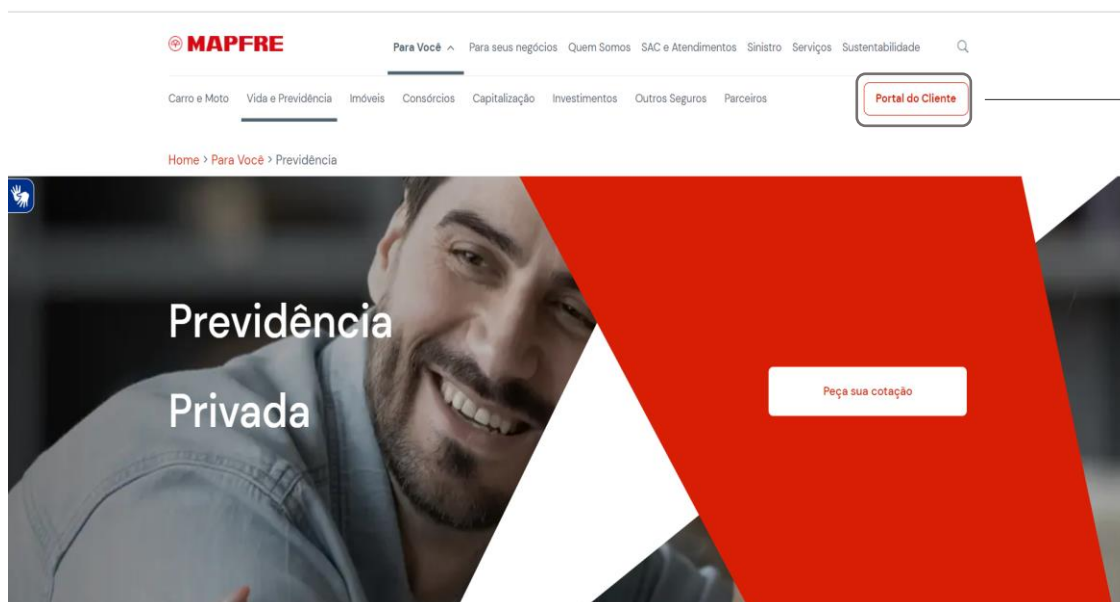 MAPFRE
Para Você Para seus negócios Quem Somos SAC e Atendimentos Sinistro Serviços Sustentabilidade
Carro e Moto Vida e Previdência Imóveis Consórcios Capitalização Investimentos Outros Seguros Parceiros Portal do Cliente
Home > Para Você > Previdência
Previdência
Privada
Peça sua cotação